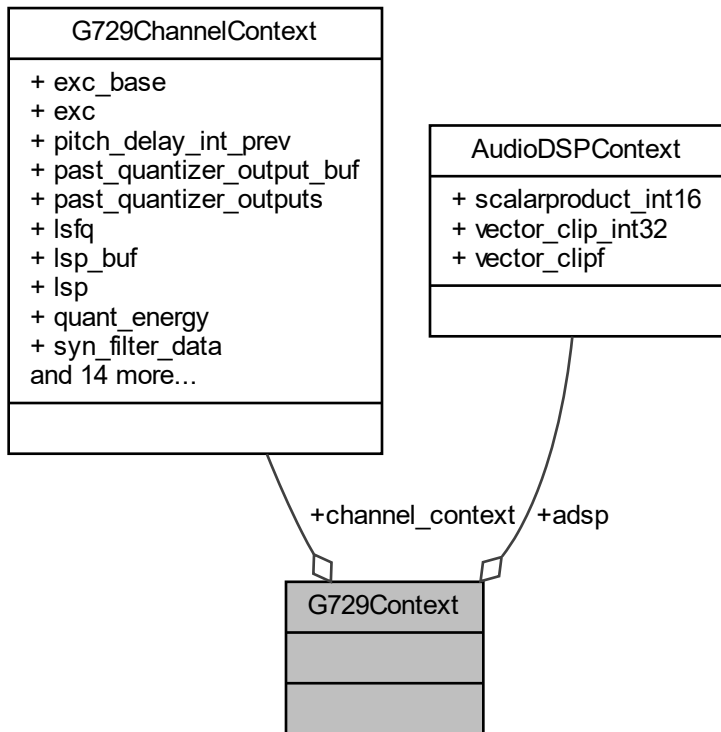 G729ChannelContext
+ exc_base
+ exc
+ pitch_delay_int_prev
+ past_quantizer_output_buf
+ past_quantizer_outputs
+ lsfq
+ lsp_buf
+ lsp
+ quant_energy
+ syn_filter_data
and 14 more...
AudioDSPContext
+ scalarproduct_int16
+ vector_clip_int32
+ vector_clipf
+channel_context
+adsp
G729Context